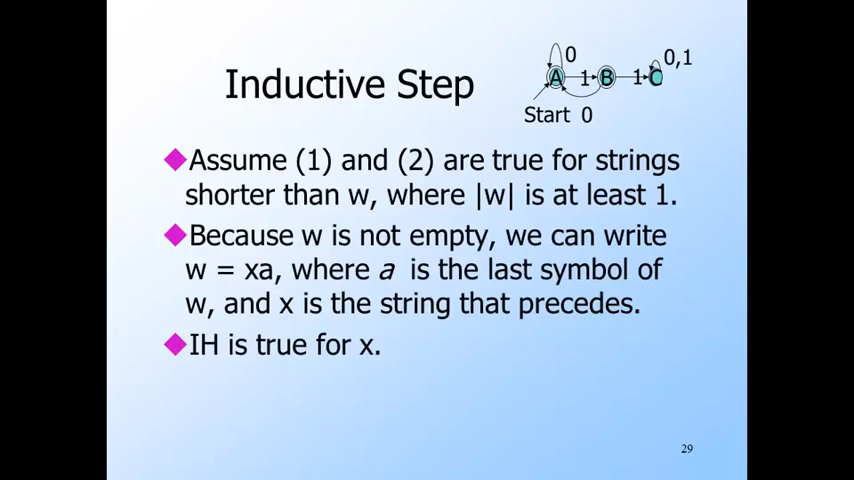 Inductive Step
0
0,1
A 1 B 1 C
Start 0
Assume (1) and (2) are true for strings
shorter than w, where |w| is at least 1.
Because w is not empty, we can write
w = xa, where a is the last symbol of
w, and x is the string that precedes.
IH is true for x.
29